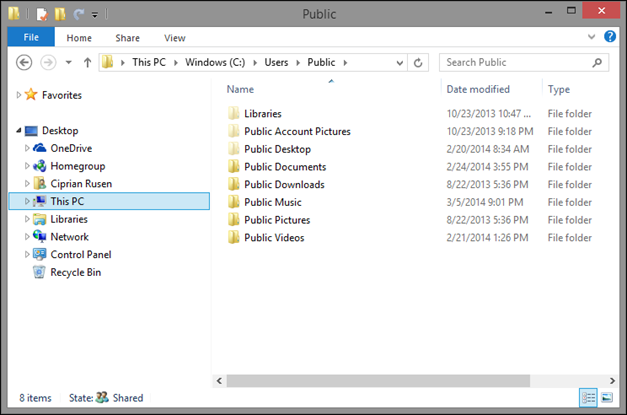 Public
File Home Share View
This PC Windows (C:) Users Public Search Public
Name Date modified Type
Favorites
Desktop
OneDrive
Homegroup
Ciprian Rusen
This PC
Libraries
Network
Control Panel
Recycle Bin
Libraries 10/23/2013 10:47 ... File folder
Public Account Pictures 10/23/2013 9:18 PM File folder
Public Desktop 2/20/2014 8:34 AM File folder
Public Documents 2/24/2014 3:55 PM File folder
Public Downloads 8/22/2013 5:36 PM File folder
Public Music 3/5/2014 9:01 PM File folder
Public Pictures 8/22/2013 5:36 PM File folder
Public Videos 2/21/2014 1:26 PM File folder
8 items State: Shared